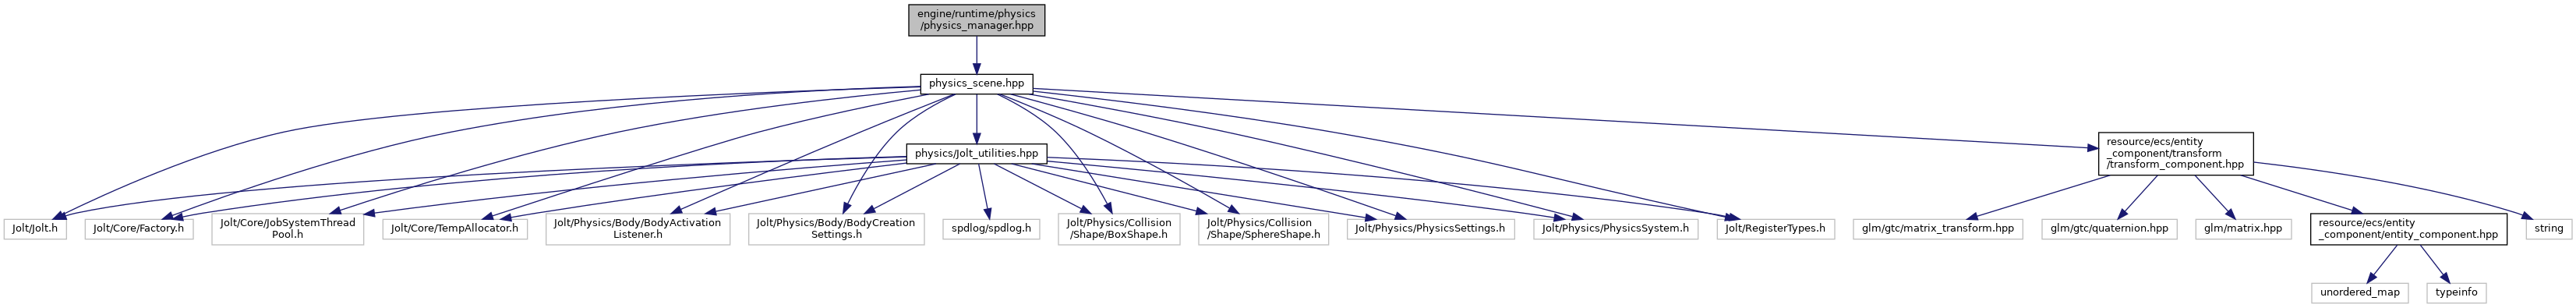 engine/runtime/physics
/physics_manager.hpp
physics_scene.hpp
physics/Jolt_utilities.hpp
resource/ecs/entity
_component/transform
/transform_component.hpp
Jolt/Jolt.h
Jolt/Core/Factory.h
Jolt/Core/JobSystemThread
Pool.h
Jolt/Core/TempAllocator.h
Jolt/Physics/Body/BodyActivation
Listener.h
Jolt/Physics/Body/BodyCreation
Settings.h
spdlog/spdlog.h
Jolt/Physics/Collision
/Shape/BoxShape.h
Jolt/Physics/Collision
/Shape/SphereShape.h
Jolt/Physics/PhysicsSettings.h
Jolt/Physics/PhysicsSystem.h
Jolt/RegisterTypes.h
glm/gtc/matrix_transform.hpp
glm/gtc/quaternion.hpp
glm/matrix.hpp
resource/ecs/entity
_component/entity_component.hpp
string
unordered_map
typeinfo